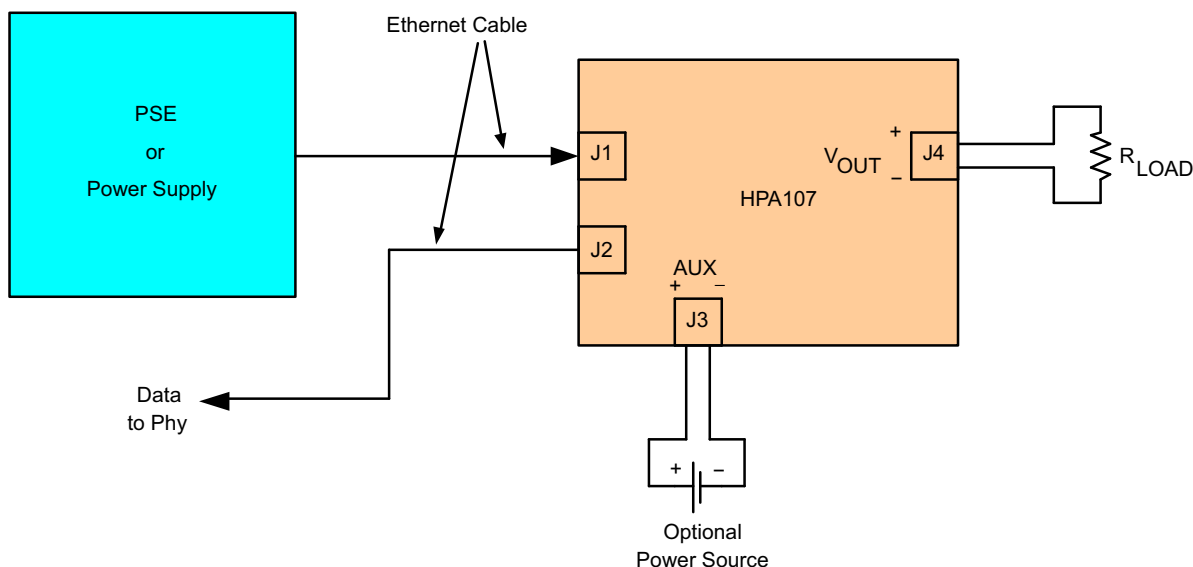 Ethernet Cable
PSE
or
Power Supply
J1
J2
HPA107
+
VOUT
−
J4
RLOAD
AUX
+ −
J3
Data
to Phy
+ −
Optional
Power Source